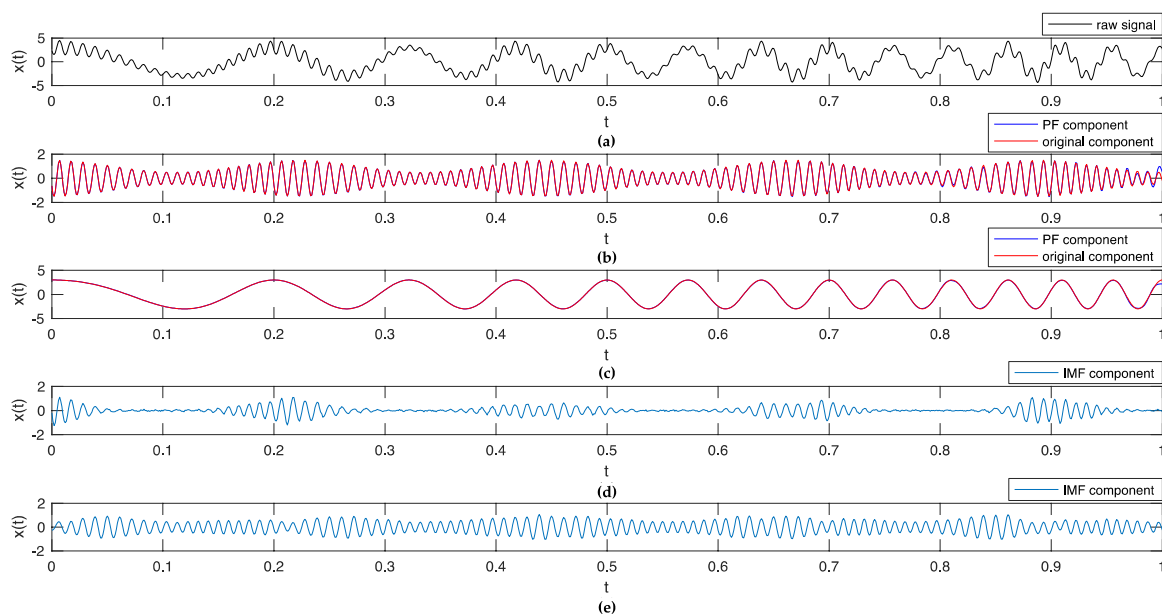 raw signal
x(t)
5
0
-5
0 0.1 0.2 0.3 0.4 0.5 0.6 0.7 0.8 0.9 1
t
(a)
PF component
original component
x(t)
2
0
-2
0 0.1 0.2 0.3 0.4 0.5 0.6 0.7 0.8 0.9 1
t
(b)
PF component
original component
x(t)
5
0
-5
0 0.1 0.2 0.3 0.4 0.5 0.6 0.7 0.8 0.9 1
t
(c)
IMF component
x(t)
2
0
-2
0 0.1 0.2 0.3 0.4 0.5 0.6 0.7 0.8 0.9 1
t
(d)
IMF component
x(t)
2
0
-2
0 0.1 0.2 0.3 0.4 0.5 0.6 0.7 0.8 0.9 1
t
(e)